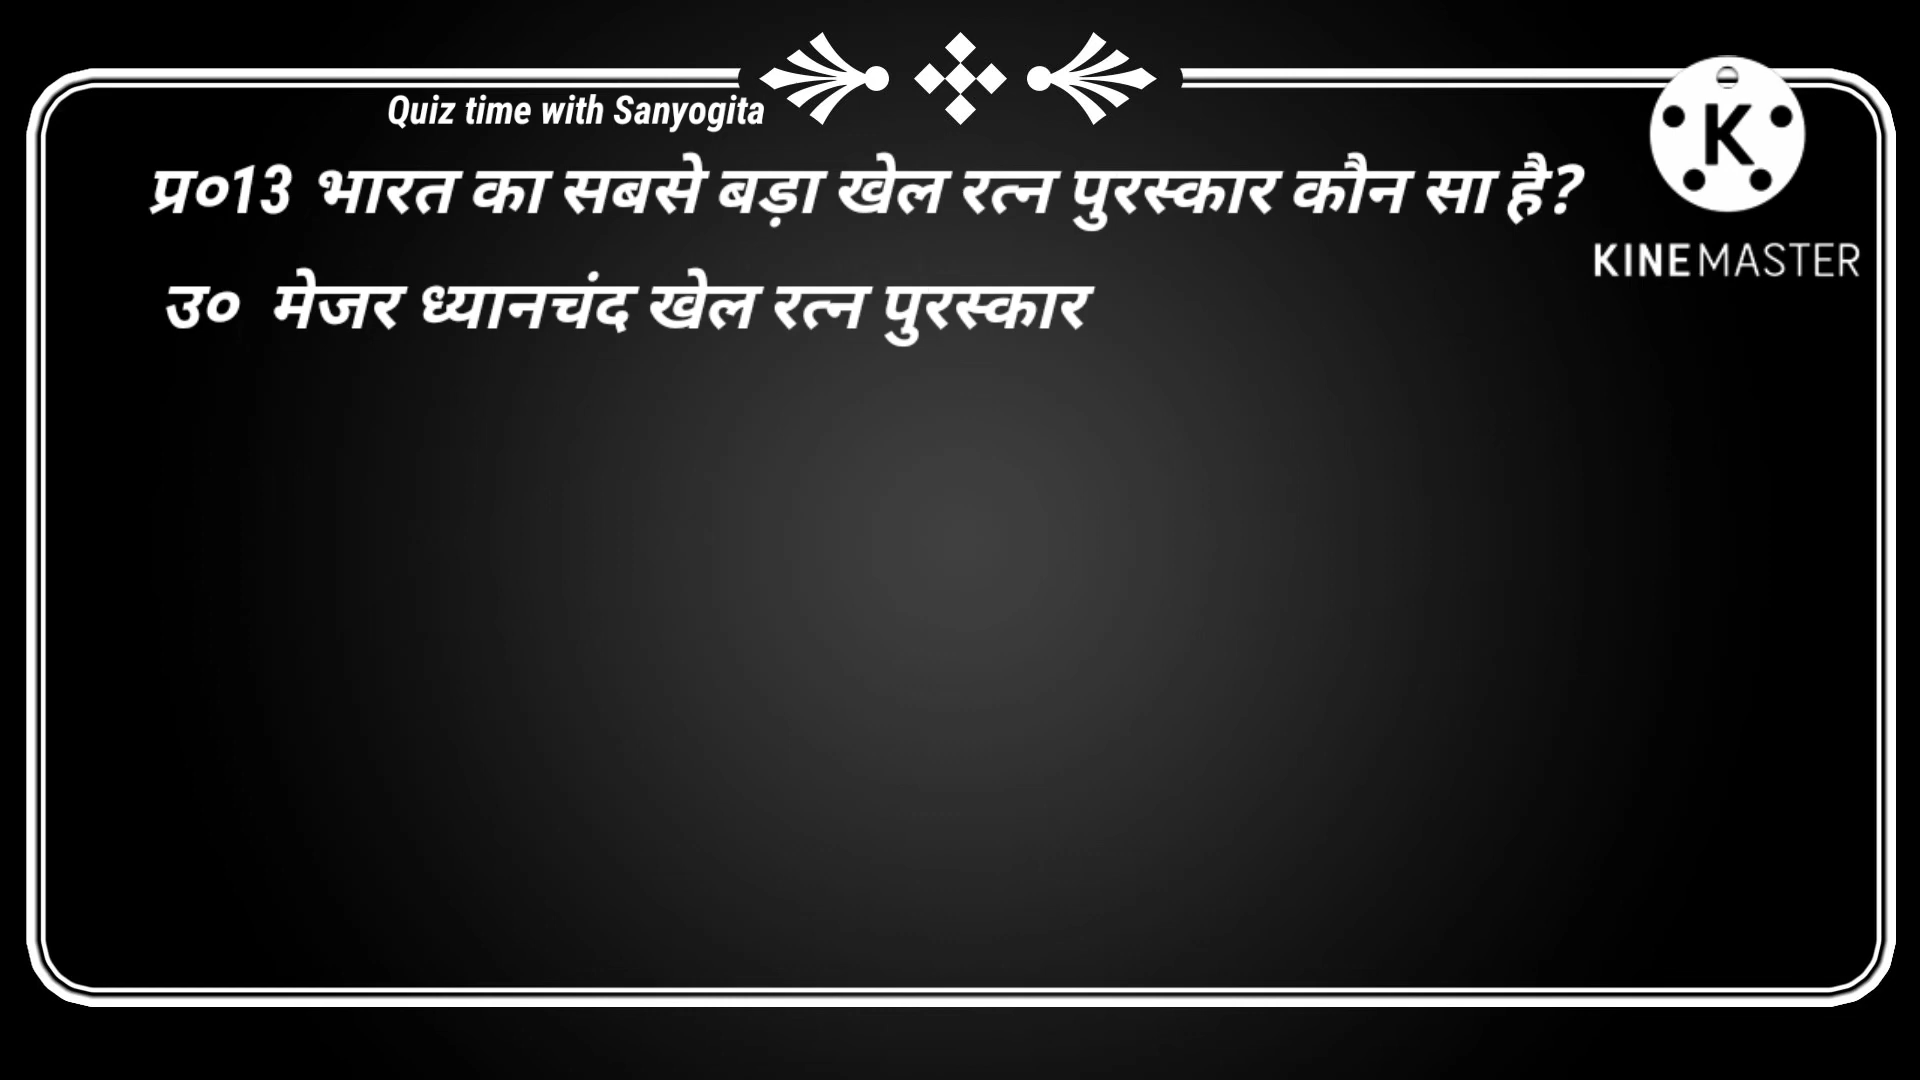 Quiz time with Sanyogita
प्र०13 भारत का सबसे बड़ा खेल रत्न पुरस्कार कौन सा है?
उ० मेजर ध्यानचंद खेल रत्न पुरस्कार
K
KINEMASTER